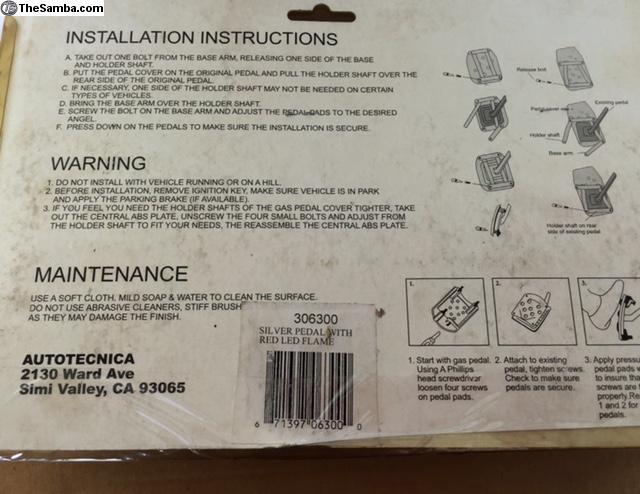 TheSamba.com
INSTALLATION INSTRUCTIONS
A. TAKE OUT ONE BOLT FROM THE BASE ARM, RELEASING ONE SIDE OF THE BASE
AND HOLDER SHAFT.
B. PUT THE PEDAL COVER ON THE ORIGINAL PEDAL AND PULL THE HOLDER SHAFT OVER THE
REAR SIDE OF THE ORIGINAL PEDAL.
C. IF NECESSARY, ONE SIDE OF THE HOLDER SHAFT MAY NOT BE NEEDED ON CERTAIN
TYPES OF VEHICLES.
D. BRING THE BASE ARM OVER THE HOLDER SHAFT.
E. SCREW THE BOLT ON THE BASE ARM AND ADJUST THE PEDAL PADS TO THE DESIRED
ANGEL.
F. PRESS DOWN ON THE PEDALS TO MAKE SURE THE INSTALLATION IS SECURE.
Release bolt
Pedal cover
Existing pedal
Holder shaft
Base arm
Holder shaft on rear
side of existing pedal
WARNING
1. DO NOT INSTALL WITH VEHICLE RUNNING OR ON A HILL.
2. BEFORE INSTALLATION, REMOVE IGNITION KEY, MAKE SURE VEHICLE IS IN PARK
AND APPLY THE PARKING BRAKE (IF AVAILABLE).
3. IF YOU FEEL YOU NEED THE HOLDER SHAFTS OF THE GAS PEDAL COVER TIGHTER, TAKE
OUT THE CENTRAL ABS PLATE, UNSCREW THE FOUR SMALL BOLTS AND ADJUST FROM
THE HOLDER SHAFT TO FIT YOUR NEEDS, THE REASSEMBLE THE CENTRAL ABS PLATE.
MAINTENANCE
USE A SOFT CLOTH. MILD SOAP & WATER TO CLEAN THE SURFACE.
DO NOT USE ABRASIVE CLEANERS, STIFF BRUSH
AS THEY MAY DAMAGE THE FINISH.
AUTOTECNICA
2130 Ward Ave
Simi Valley, CA 93065
306300
SILVER PEDAL WITH
RED LED FLAME
6 71397 06300 0
1.
2.
3.
1. Start with gas pedal.
Using A Phillips
head screwdriver
loosen four screws
on pedal pads.
2. Attach to existing
pedal, tighten screws.
Check to make sure
pedals are secure.
3. Apply pressu
pedal pads
to insure tha
screws are
properly. Re
1 and 2 for
pedals.